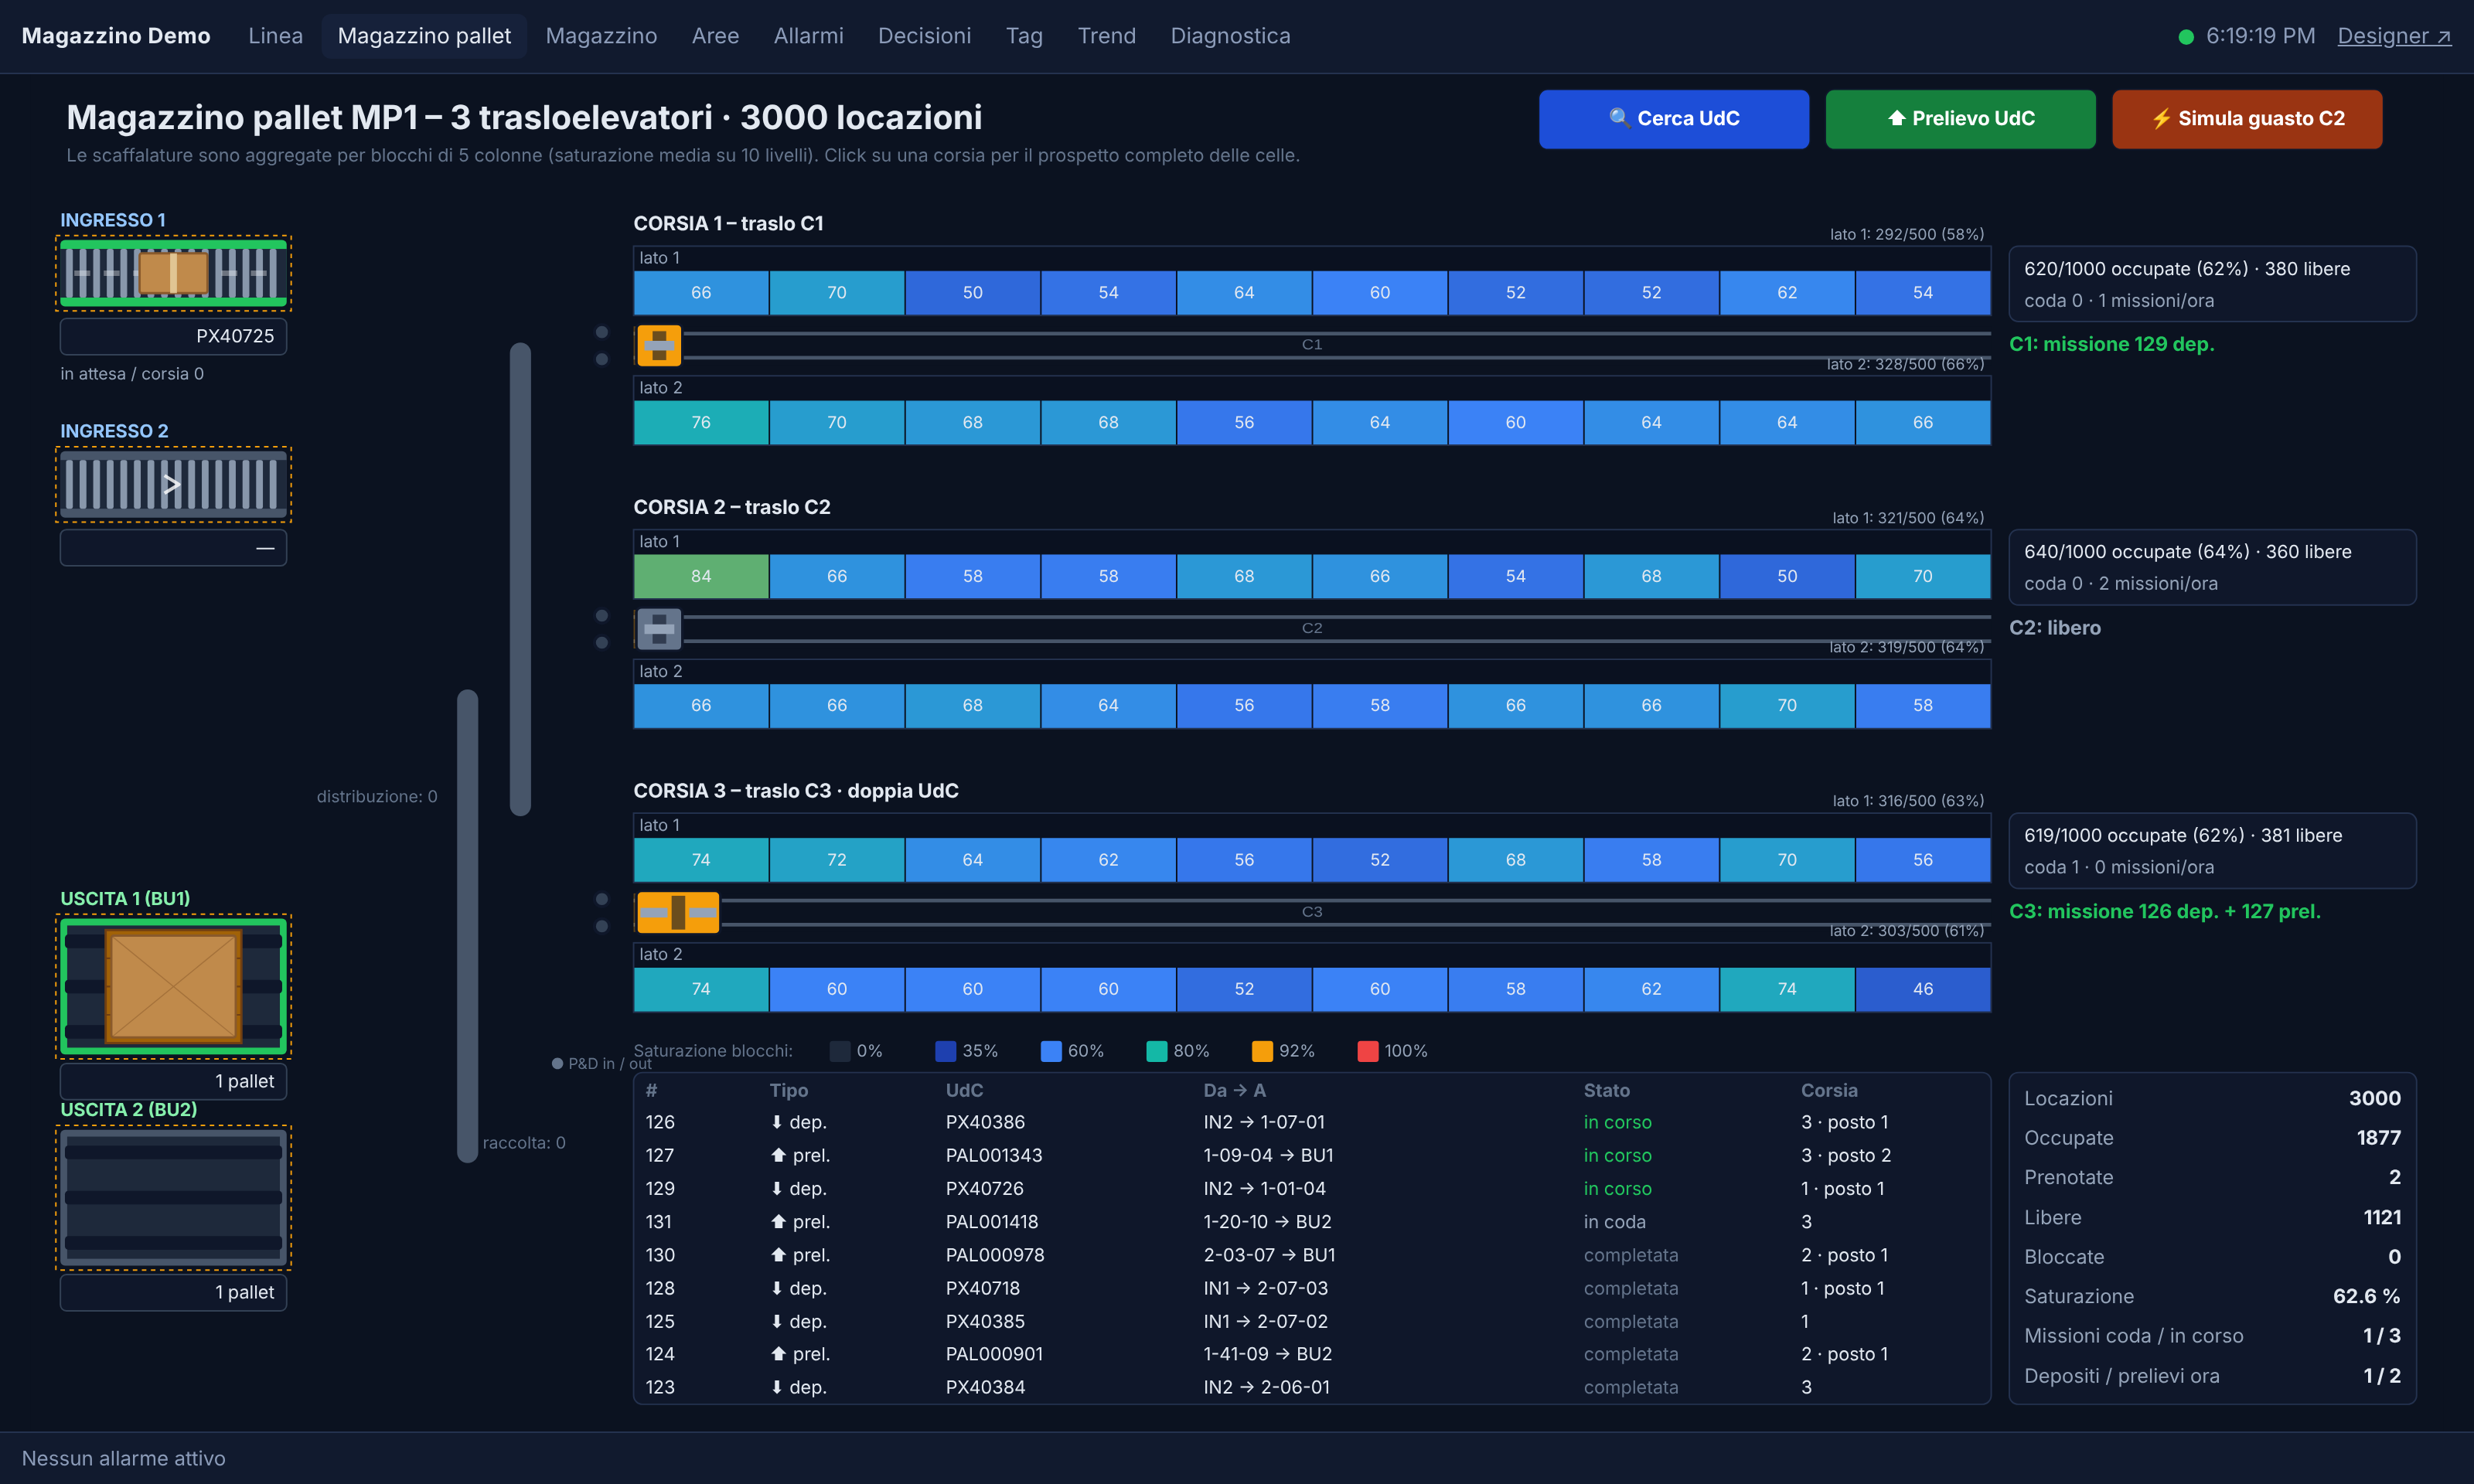 Magazzino Demo Linea Magazzino pallet Magazzino Aree Allarmi Decisioni Tag Trend Diagnostica 6:19:19 PM Designer ↗
Magazzino pallet MP1 – 3 trasloelevatori · 3000 locazioni
Le scaffalature sono aggregate per blocchi di 5 colonne (saturazione media su 10 livelli). Click su una corsia per il prospetto completo delle celle.
🔍 Cerca UdC
⬆ Prelievo UdC
⚡ Simula guasto C2
INGRESSO 1
PX40725
in attesa / corsia 0
INGRESSO 2
—
distribuzione: 0
USCITA 1 (BU1)
1 pallet
USCITA 2 (BU2)
1 pallet
raccolta: 0
P&D in / out
CORSIA 1 – traslo C1
lato 1: 292/500 (58%)
lato 1
66 70 50 54 64 60 52 52 62 54
C1
lato 2: 328/500 (66%)
lato 2
76 70 68 68 56 64 60 64 64 66
620/1000 occupate (62%) · 380 libere
coda 0 · 1 missioni/ora
C1: missione 129 dep.
CORSIA 2 – traslo C2
lato 1: 321/500 (64%)
lato 1
84 66 58 58 68 66 54 68 50 70
C2
lato 2: 319/500 (64%)
lato 2
66 66 68 64 56 58 66 66 70 58
640/1000 occupate (64%) · 360 libere
coda 0 · 2 missioni/ora
C2: libero
CORSIA 3 – traslo C3 · doppia UdC
lato 1: 316/500 (63%)
lato 1
74 72 64 62 56 52 68 58 70 56
C3
lato 2: 303/500 (61%)
lato 2
74 60 60 60 52 60 58 62 74 46
619/1000 occupate (62%) · 381 libere
coda 1 · 0 missioni/ora
C3: missione 126 dep. + 127 prel.
Saturazione blocchi: 0% 35% 60% 80% 92% 100%
# Tipo UdC Da → A Stato Corsia
126 ⬇ dep. PX40386 IN2 → 1-07-01 in corso 3 · posto 1
127 ⬆ prel. PAL001343 1-09-04 → BU1 in corso 3 · posto 2
129 ⬇ dep. PX40726 IN2 → 1-01-04 in corso 1 · posto 1
131 ⬆ prel. PAL001418 1-20-10 → BU2 in coda 3
130 ⬆ prel. PAL000978 2-03-07 → BU1 completata 2 · posto 1
128 ⬇ dep. PX40718 IN1 → 2-07-03 completata 1 · posto 1
125 ⬇ dep. PX40385 IN1 → 2-07-02 completata 1
124 ⬆ prel. PAL000901 1-41-09 → BU2 completata 2 · posto 1
123 ⬇ dep. PX40384 IN2 → 2-06-01 completata 3
Locazioni 3000
Occupate 1877
Prenotate 2
Libere 1121
Bloccate 0
Saturazione 62.6 %
Missioni coda / in corso 1 / 3
Depositi / prelievi ora 1 / 2
Nessun allarme attivo